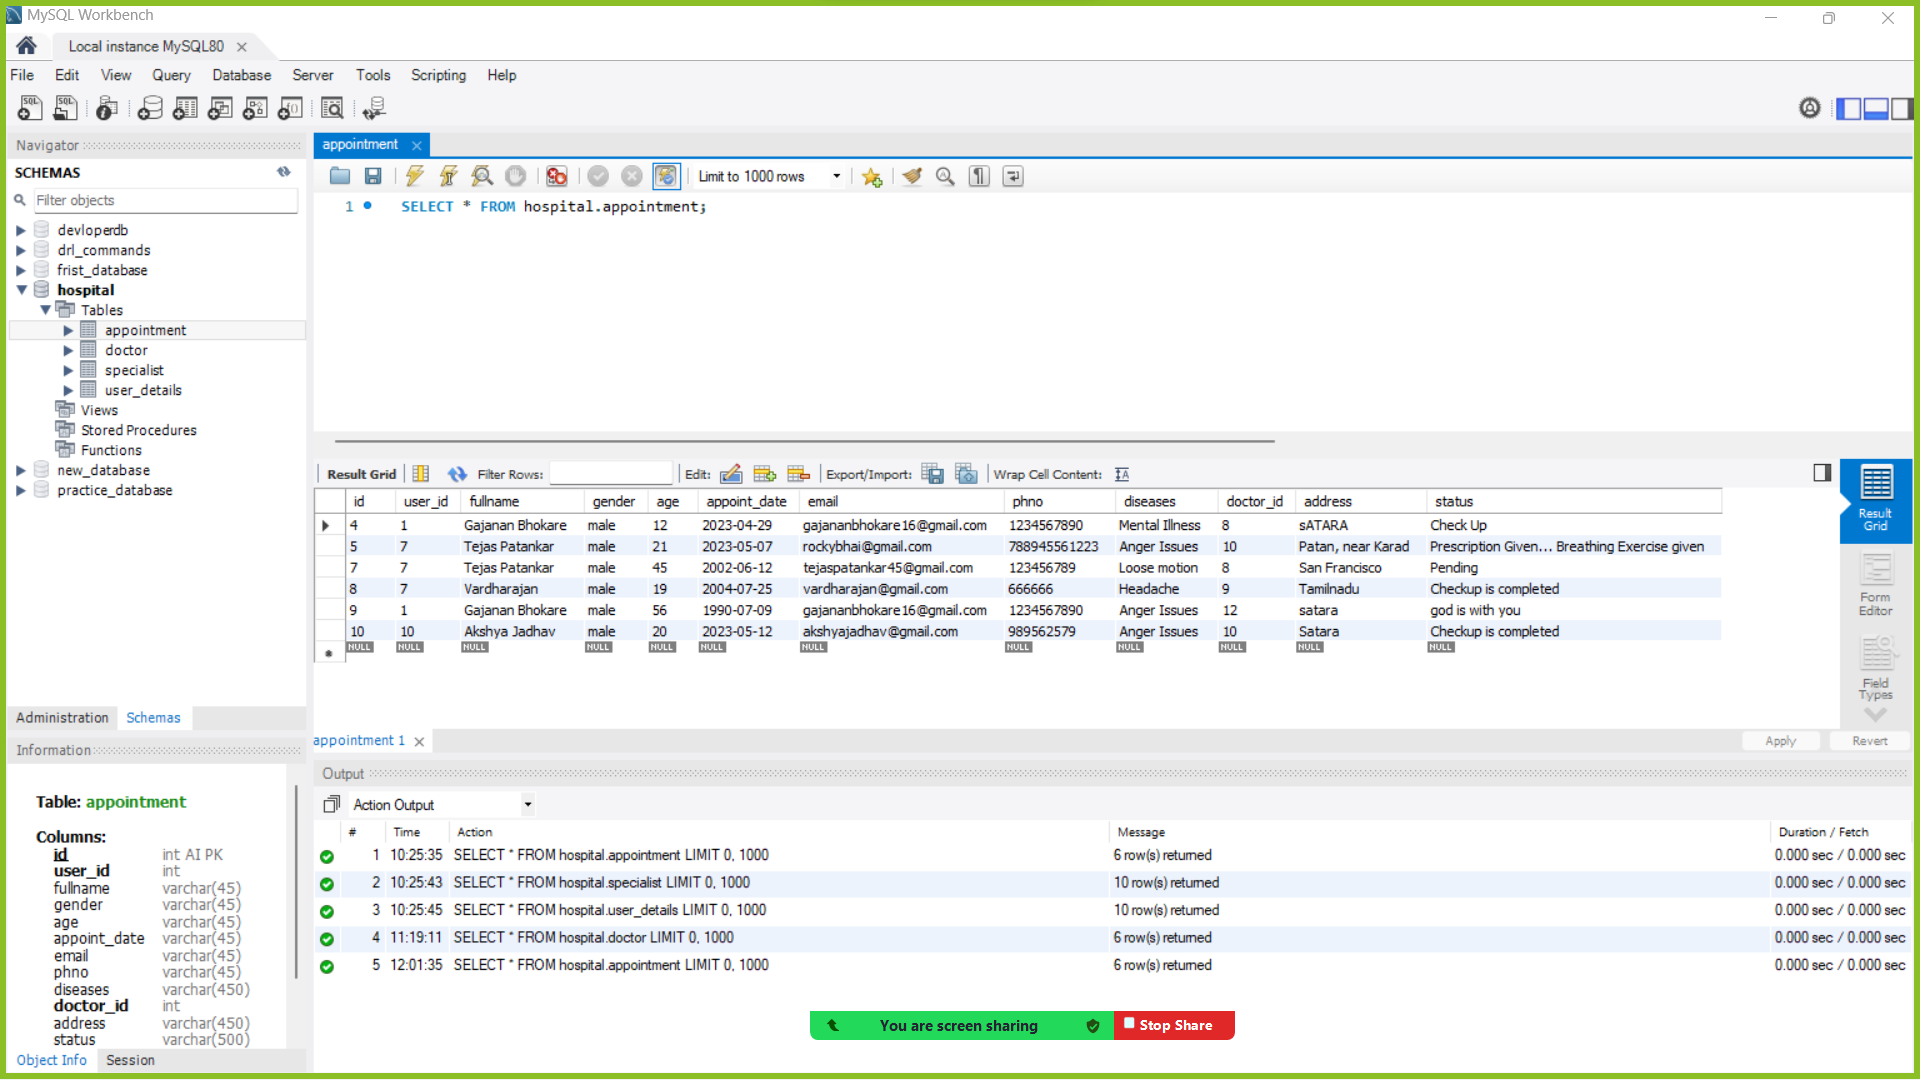 MySQL Workbench
Local instance MySQL80
File Edit View Query Database Server Tools Scripting Help
Navigator
SCHEMAS
Filter objects
devloperdb
drl_commands
frist_database
hospital
Tables
appointment
doctor
specialist
user_details
Views
Stored Procedures
Functions
new_database
practice_database
Administration Schemas
Information
Table: appointment
Columns:
id int AI PK
user_id int
fullname varchar(45)
gender varchar(45)
age varchar(45)
appoint_date varchar(45)
email varchar(45)
phno varchar(45)
diseases varchar(450)
doctor_id int
address varchar(450)
status varchar(500)
Object Info Session
appointment
Limit to 1000 rows
1 SELECT * FROM hospital.appointment;
Result Grid Filter Rows: Edit: Export/Import: Wrap Cell Content:
id user_id fullname gender age appoint_date email phno diseases doctor_id address status
4 1 Gajanan Bhokare male 12 2023-04-29 gajananbhokare16@gmail.com 1234567890 Mental Illness 8 sATARA Check Up
5 7 Tejas Patankar male 21 2023-05-07 rockybhai@gmail.com 788945561223 Anger Issues 10 Patan, near Karad Prescription Given... Breathing Exercise given
7 7 Tejas Patankar male 45 2002-06-12 tejaspatankar45@gmail.com 123456789 Loose motion 8 San Francisco Pending
8 7 Vardharajan male 19 2004-07-25 vardharajan@gmail.com 666666 Headache 9 Tamilnadu Checkup is completed
9 1 Gajanan Bhokare male 56 1990-07-09 gajananbhokare16@gmail.com 1234567890 Anger Issues 12 satara god is with you
10 10 Akshya Jadhav male 20 2023-05-12 akshyajadhav@gmail.com 989562579 Anger Issues 10 Satara Checkup is completed
NULL NULL NULL NULL NULL NULL NULL NULL NULL NULL NULL NULL
Result Grid
Form Editor
Field Types
appointment 1
Apply Revert
Output
Action Output
# Time Action Message Duration / Fetch
1 10:25:35 SELECT * FROM hospital.appointment LIMIT 0, 1000 6 row(s) returned 0.000 sec / 0.000 sec
2 10:25:43 SELECT * FROM hospital.specialist LIMIT 0, 1000 10 row(s) returned 0.000 sec / 0.000 sec
3 10:25:45 SELECT * FROM hospital.user_details LIMIT 0, 1000 10 row(s) returned 0.000 sec / 0.000 sec
4 11:19:11 SELECT * FROM hospital.doctor LIMIT 0, 1000 6 row(s) returned 0.000 sec / 0.000 sec
5 12:01:35 SELECT * FROM hospital.appointment LIMIT 0, 1000 6 row(s) returned 0.000 sec / 0.000 sec
You are screen sharing Stop Share